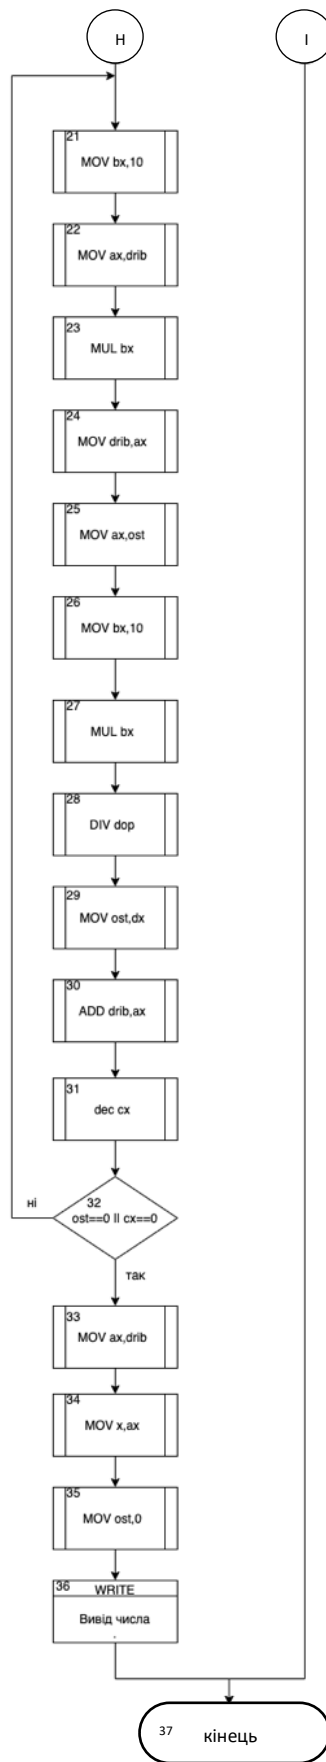 H
I
21
MOV bx,10
22
MOV ax,drib
23
MUL bx
24
MOV drib,ax
25
MOV ax,ost
26
MOV bx,10
27
MUL bx
28
DIV dop
29
MOV ost,dx
30
ADD drib,ax
31
dec cx
32
ні
ost==0 II cx==0
так
33
MOV ax,drib
34
MOV x,ax
35
MOV ost,0
36
WRITE
Вивід числа
.
37
кінець